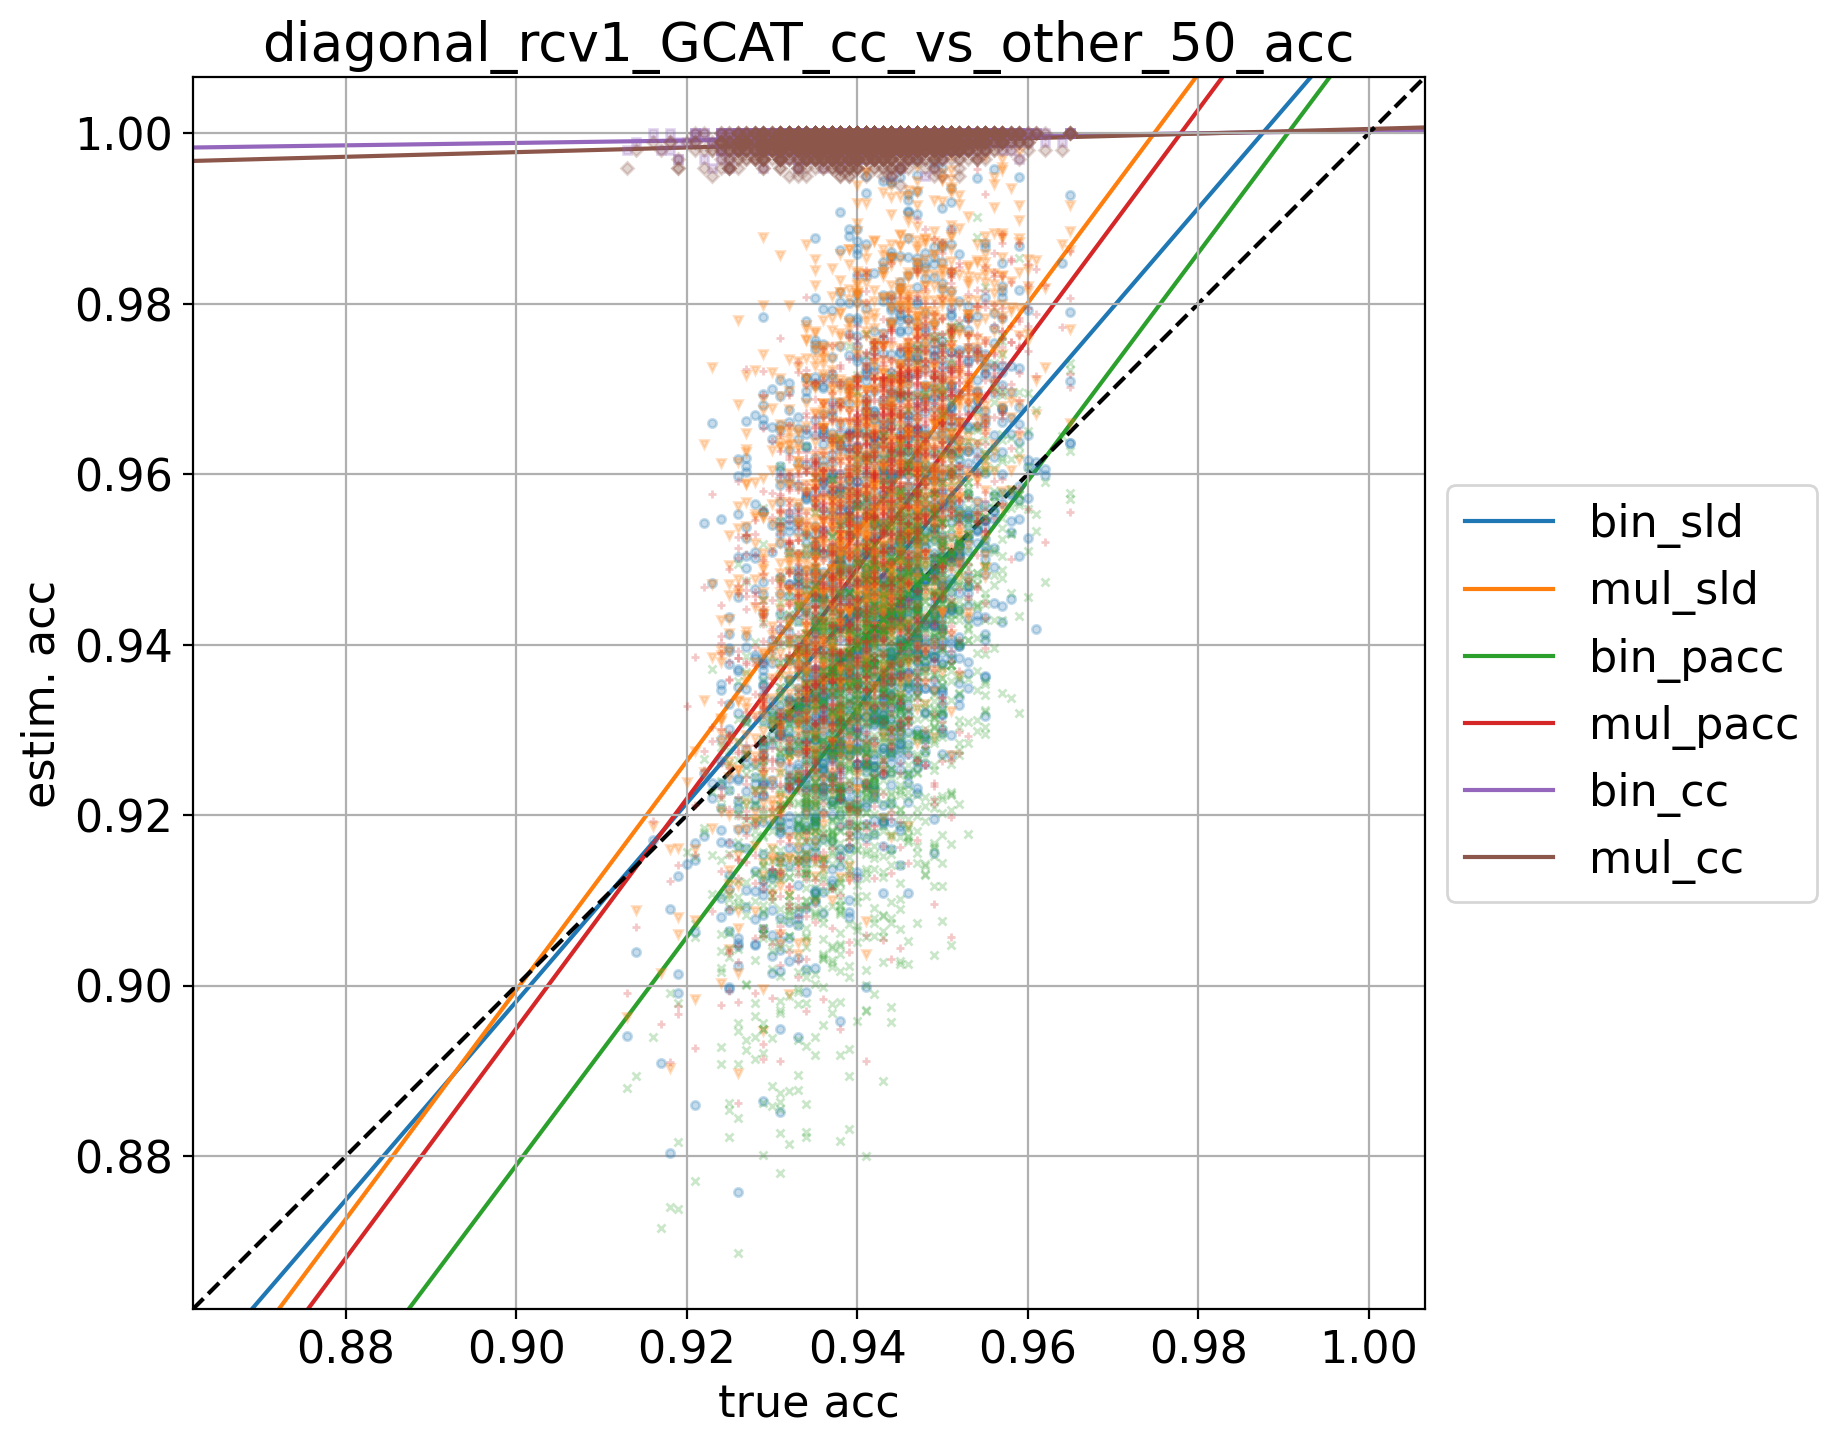 diagonal_rcv1_GCAT_cc_vs_other_50_acc
1.00
0.98
0.96
0.94
0.92
0.90
0.88
estim. acc
0.88 0.90 0.92 0.94 0.96 0.98 1.00
true acc
bin_sld
mul_sld
bin_pacc
mul_pacc
bin_cc
mul_cc